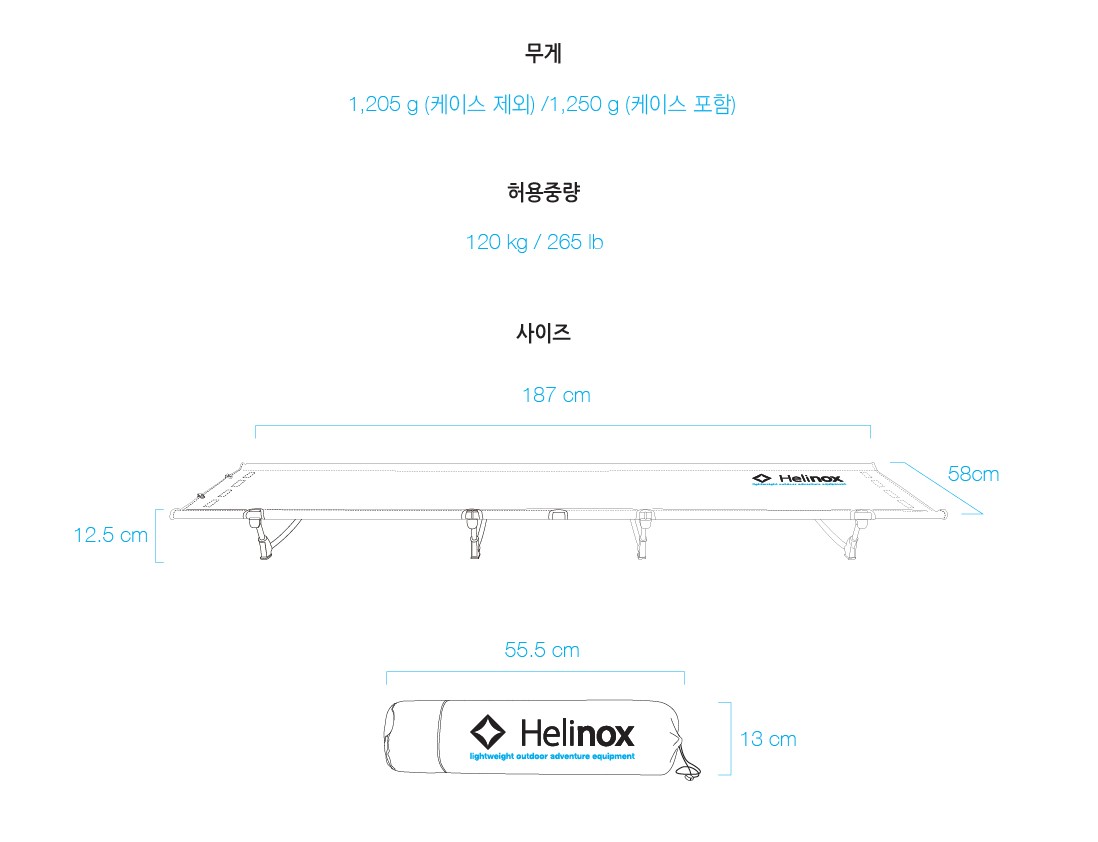 무게
1,205 g (케이스 제외) /1,250 g (케이스 포함)
허용중량
120 kg / 265 lb
사이즈
187 cm
58cm
Helinox
lightweight outdoor adventure equipment
12.5 cm
55.5 cm
Helinox
lightweight outdoor adventure equipment
13 cm